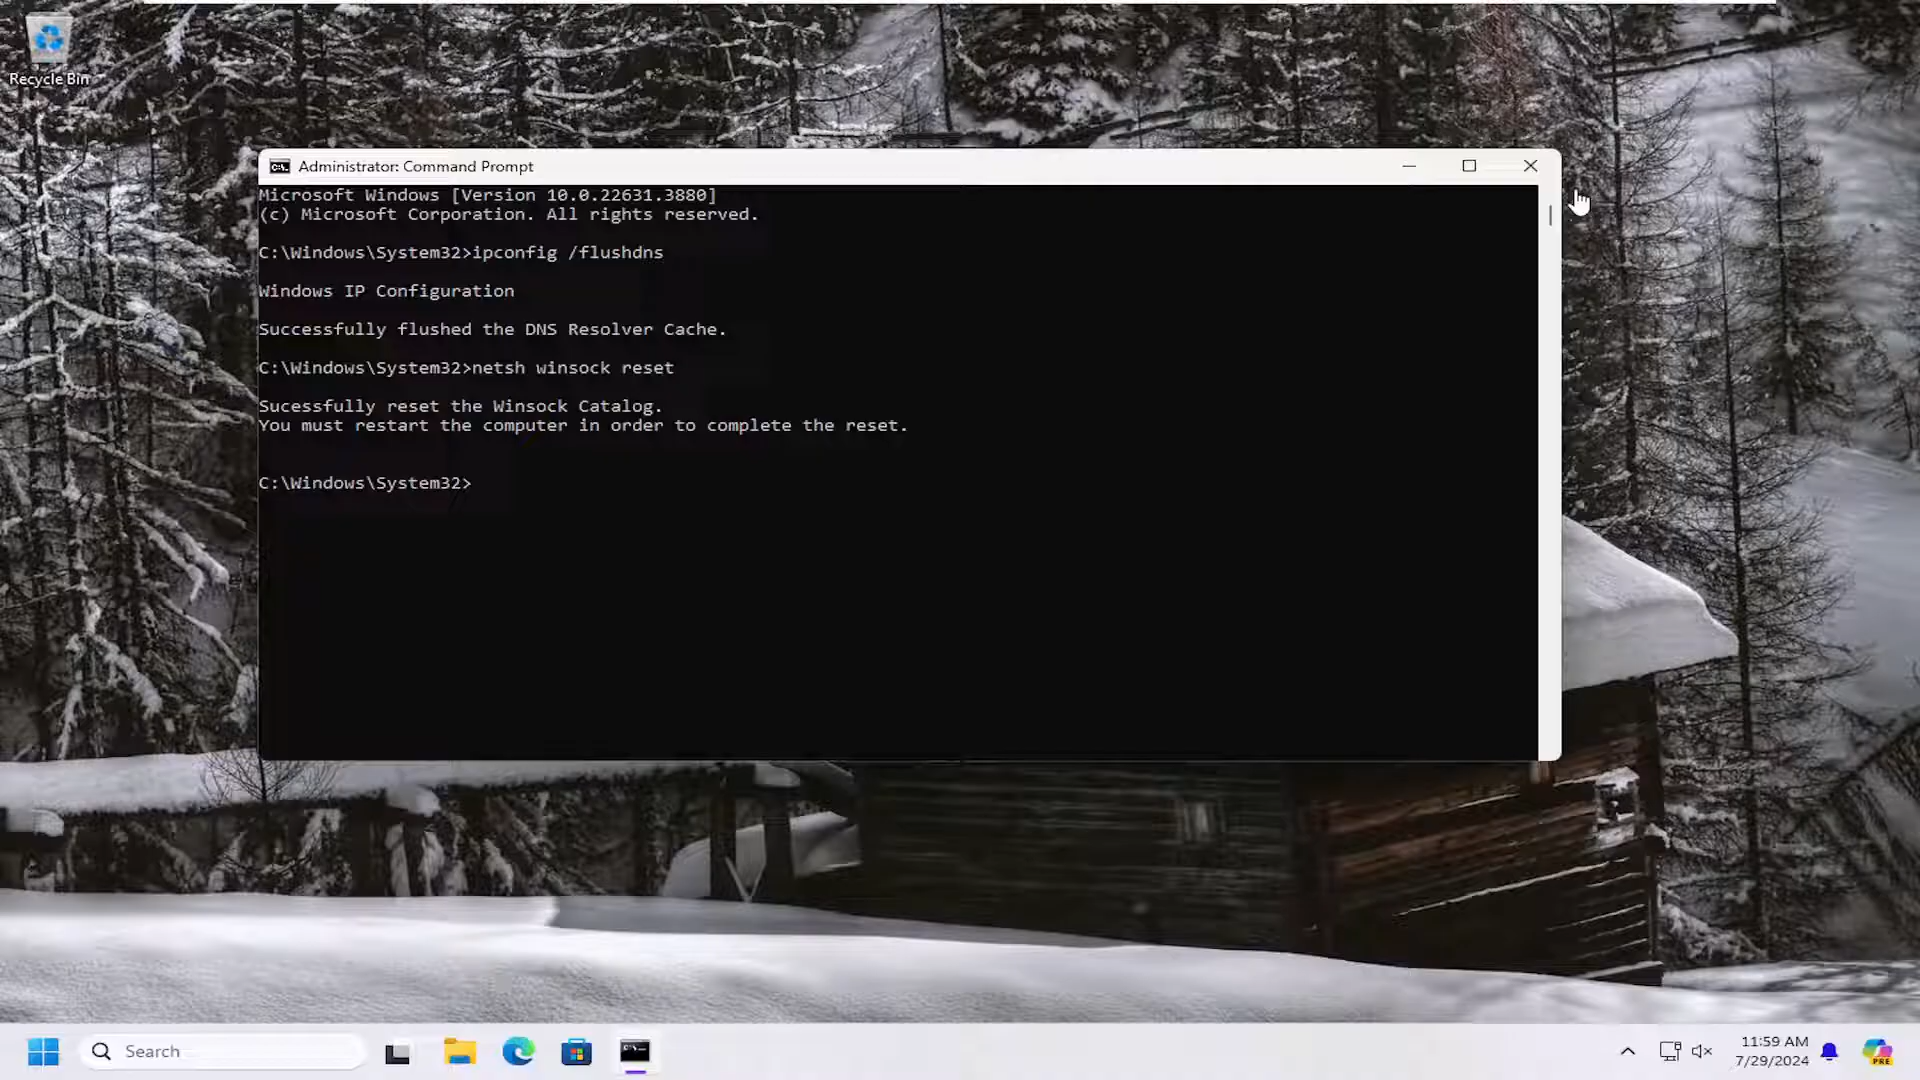 Recycle Bin
Administrator: Command Prompt
Microsoft Windows [Version 10.0.22631.3880]
(c) Microsoft Corporation. All rights reserved.
C:\Windows\System32>ipconfig /flushdns
Windows IP Configuration
Successfully flushed the DNS Resolver Cache.
C:\Windows\System32>netsh winsock reset
Sucessfully reset the Winsock Catalog.
You must restart the computer in order to complete the reset.
C:\Windows\System32>
Search
11:59 AM
7/29/2024
PRE